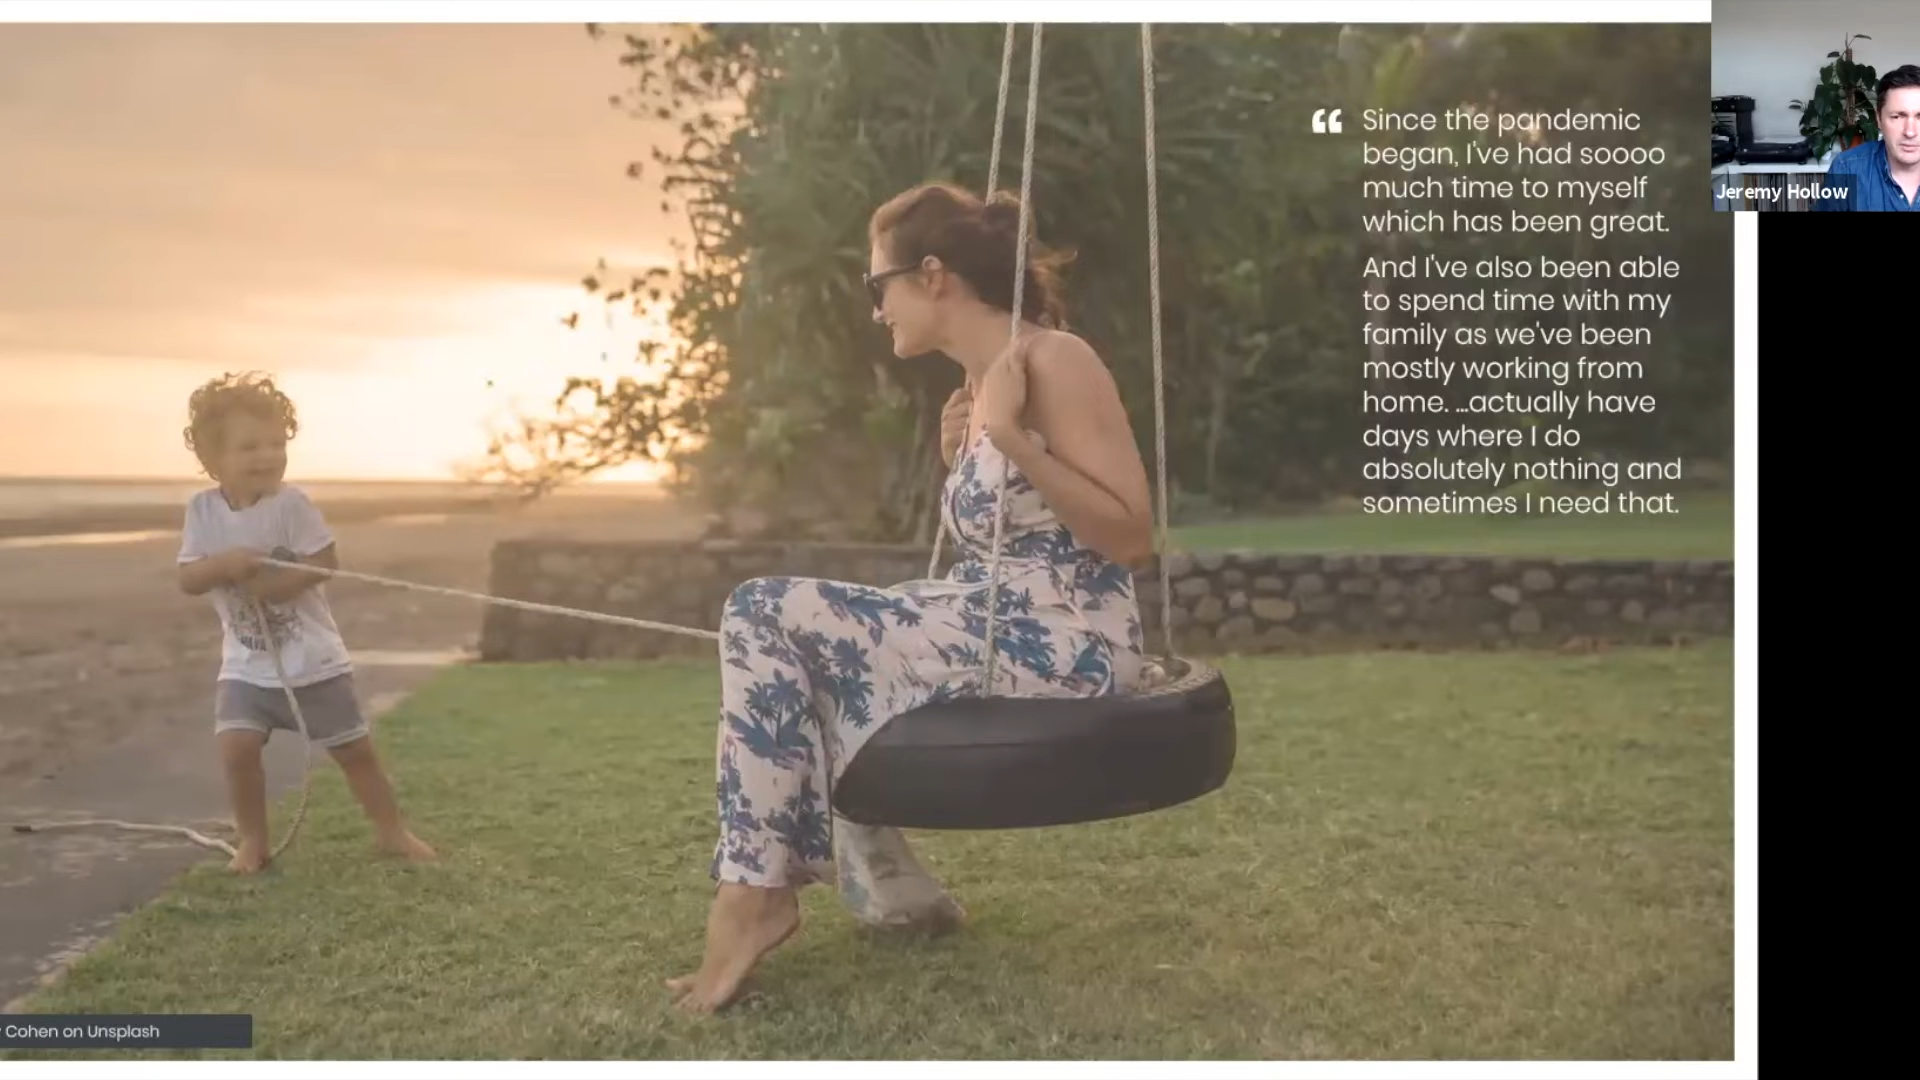 “ Since the pandemic
began, I've had soooo
much time to myself
which has been great.
And I've also been able
to spend time with my
family as we've been
mostly working from
home. ...actually have
days where I do
absolutely nothing and
sometimes I need that.
Jeremy Hollow
Cohen on Unsplash